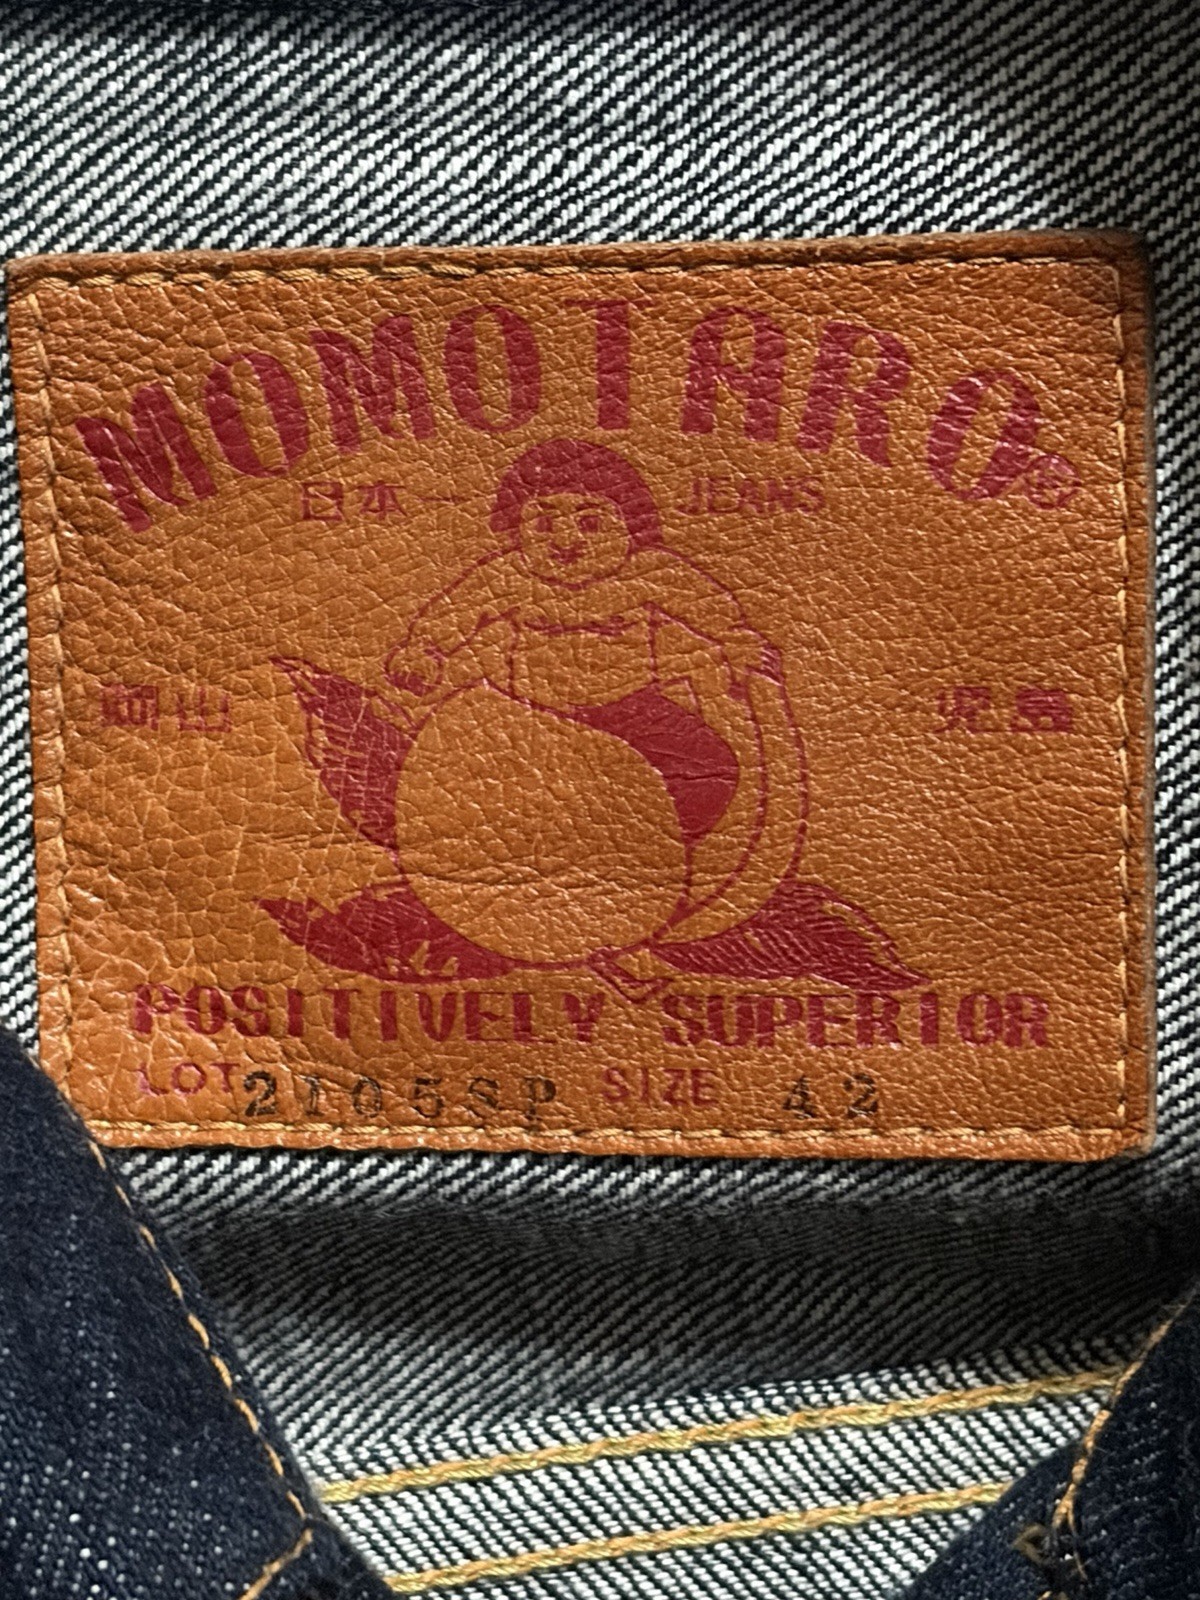 MOMOTARO®
日本一 JEANS
岡山 児島
POSITIVELY SUPERIOR
LOT 2105SP SIZE 42